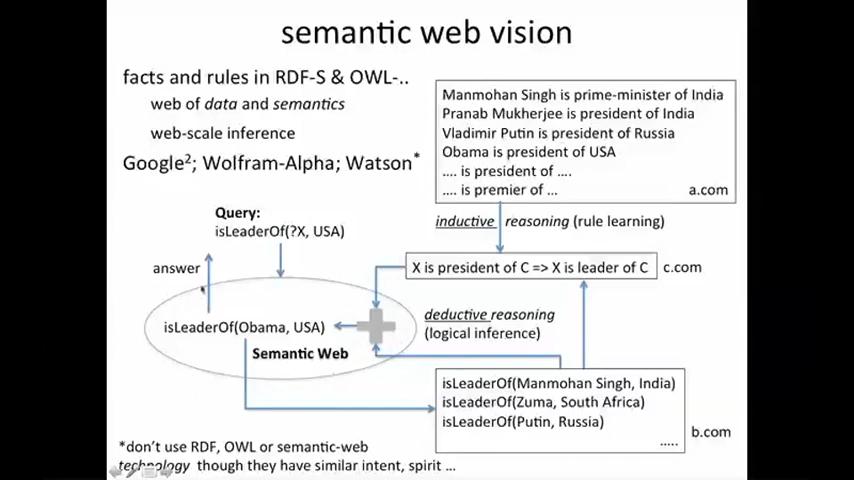 semantic web vision
facts and rules in RDF-S & OWL-..
web of data and semantics
web-scale inference
Google2; Wolfram-Alpha; Watson*
Manmohan Singh is prime-minister of India
Pranab Mukherjee is president of India
Vladimir Putin is president of Russia
Obama is president of USA
.... is president of ....
.... is premier of ...
a.com
Query:
isLeaderOf(?X, USA)
inductive reasoning (rule learning)
answer
X is president of C => X is leader of C
c.com
deductive reasoning
(logical inference)
isLeaderOf(Obama, USA)
Semantic Web
isLeaderOf(Manmohan Singh, India)
isLeaderOf(Zuma, South Africa)
isLeaderOf(Putin, Russia)
.....
b.com
*don't use RDF, OWL or semantic-web
technology though they have similar intent, spirit ...